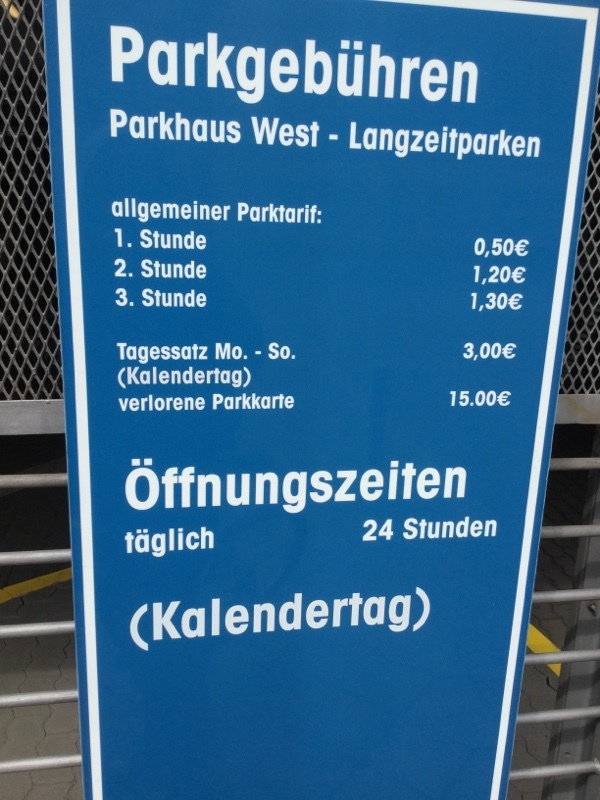 Parkgebühren
Parkhaus West - Langzeitparken
allgemeiner Parktarif:
1. Stunde 0,50€
2. Stunde 1,20€
3. Stunde 1,30€
Tagessatz Mo. - So. 3,00€
(Kalendertag)
verlorene Parkkarte 15.00€
Öffnungszeiten
täglich 24 Stunden
(Kalendertag)